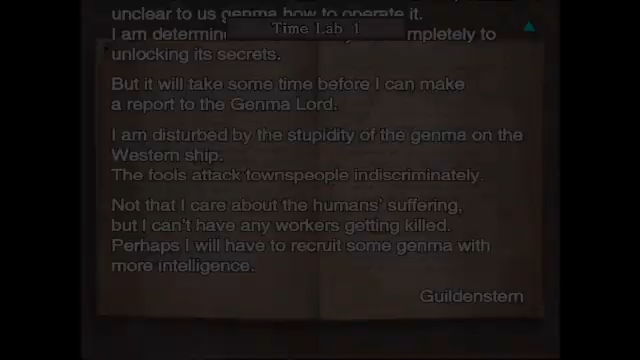 unclear to us genma how to operate it.
Time Lab 1
I am determin mpletely to
unlocking its secrets.
But it will take some time before I can make
a report to the Genma Lord.
I am disturbed by the stupidity of the genma on the
Western ship.
The fools attack townspeople indiscriminately.
Not that I care about the humans' suffering,
but I can't have any workers getting killed.
Perhaps I will have to recruit some genma with
more intelligence.
Guildenstern